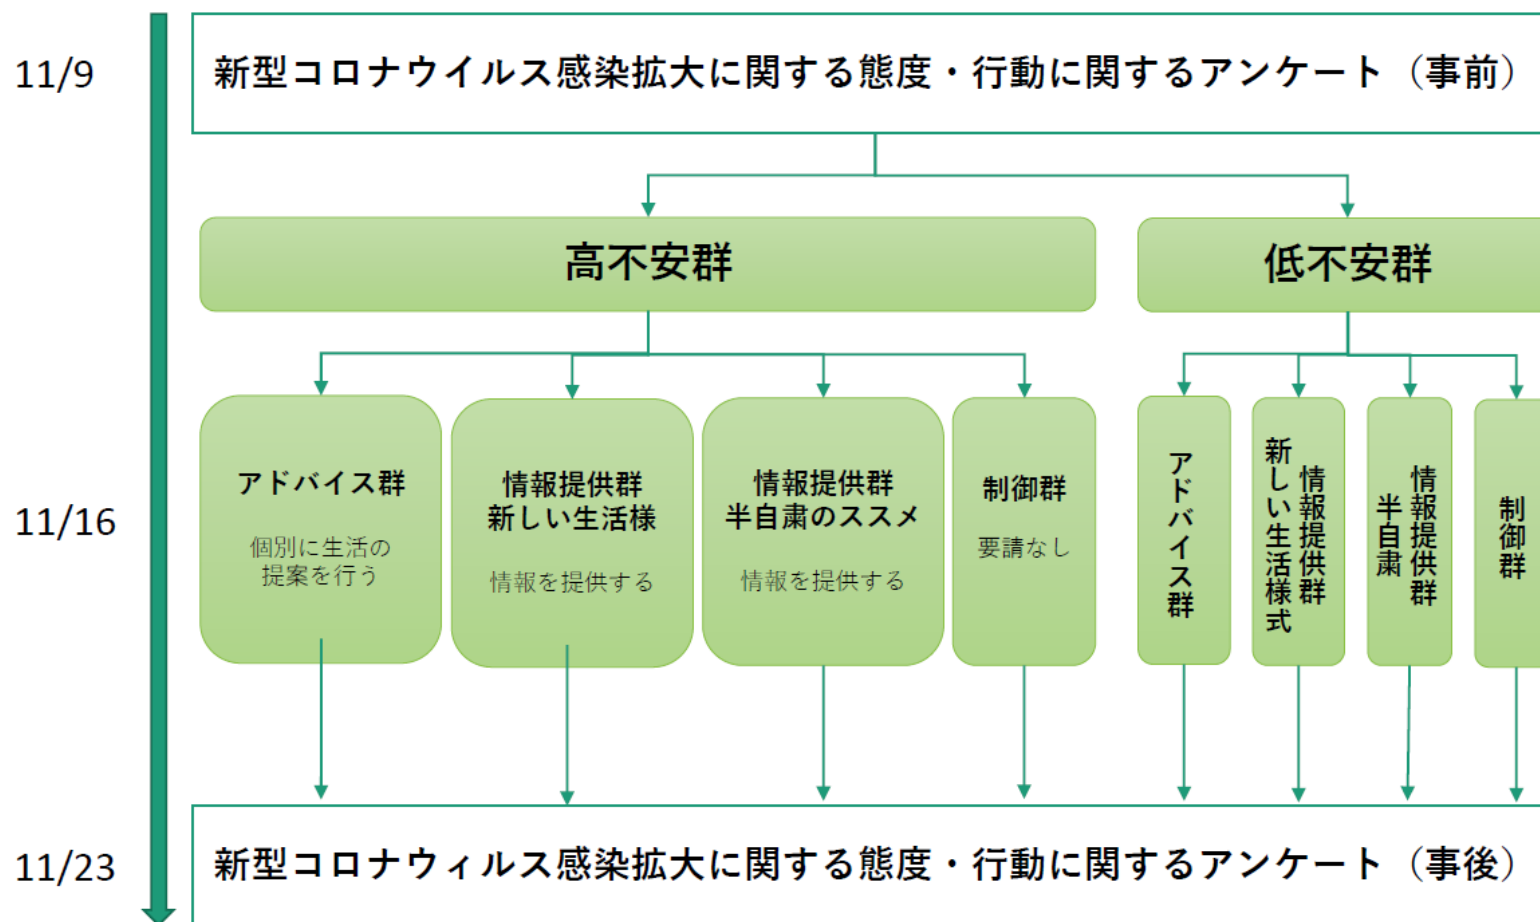 11/9
新型コロナウイルス感染拡大に関する態度・行動に関するアンケート（事前）
高不安群
低不安群
11/16
アドバイス群
個別に生活の
提案を行う
情報提供群
新しい生活様
情報を提供する
情報提供群
半自粛のススメ
情報を提供する
制御群
要請なし
アドバイス群
情報提供群
新しい生活様式
情報提供群
半自粛
制御群
11/23
新型コロナウィルス感染拡大に関する態度・行動に関するアンケート（事後）